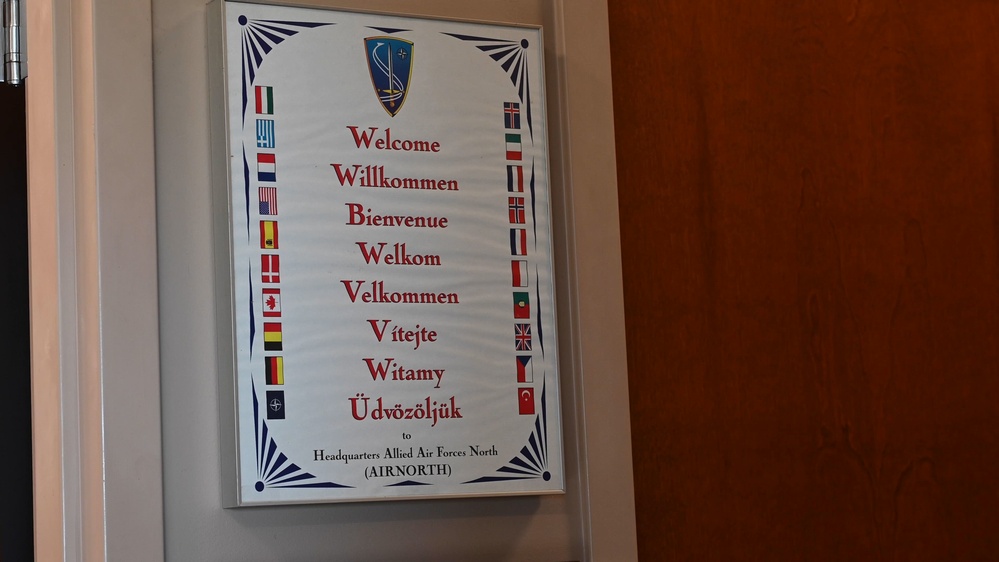 Welcome
Willkommen
Bienvenue
Welkom
Velkommen
Vítejte
Witamy
Üdvözöljük
to
Headquarters Allied Air Forces North
(AIRNORTH)